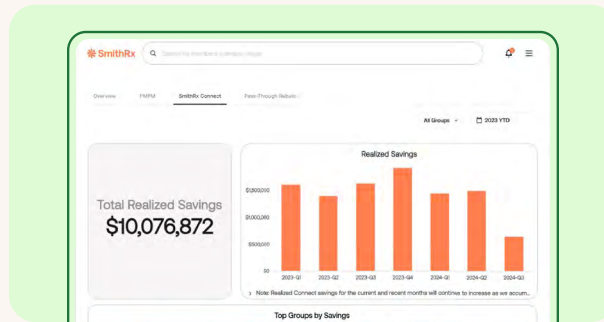 SmithRx
Overview PMPM SmithRx Connect Pass-Through Rebate
All Groups 2023 YTD
Realized Savings
Total Realized Savings
$10,076,872
$1,500,000
$1,000,000
$500,000
$0
2023-Q1 2023-Q2 2023-Q3 2023-Q4 2024-Q1 2024-Q2 2024-Q3
Note: Realized Connect savings for the current and recent months will continue to increase as we accum...
Top Groups by Savings